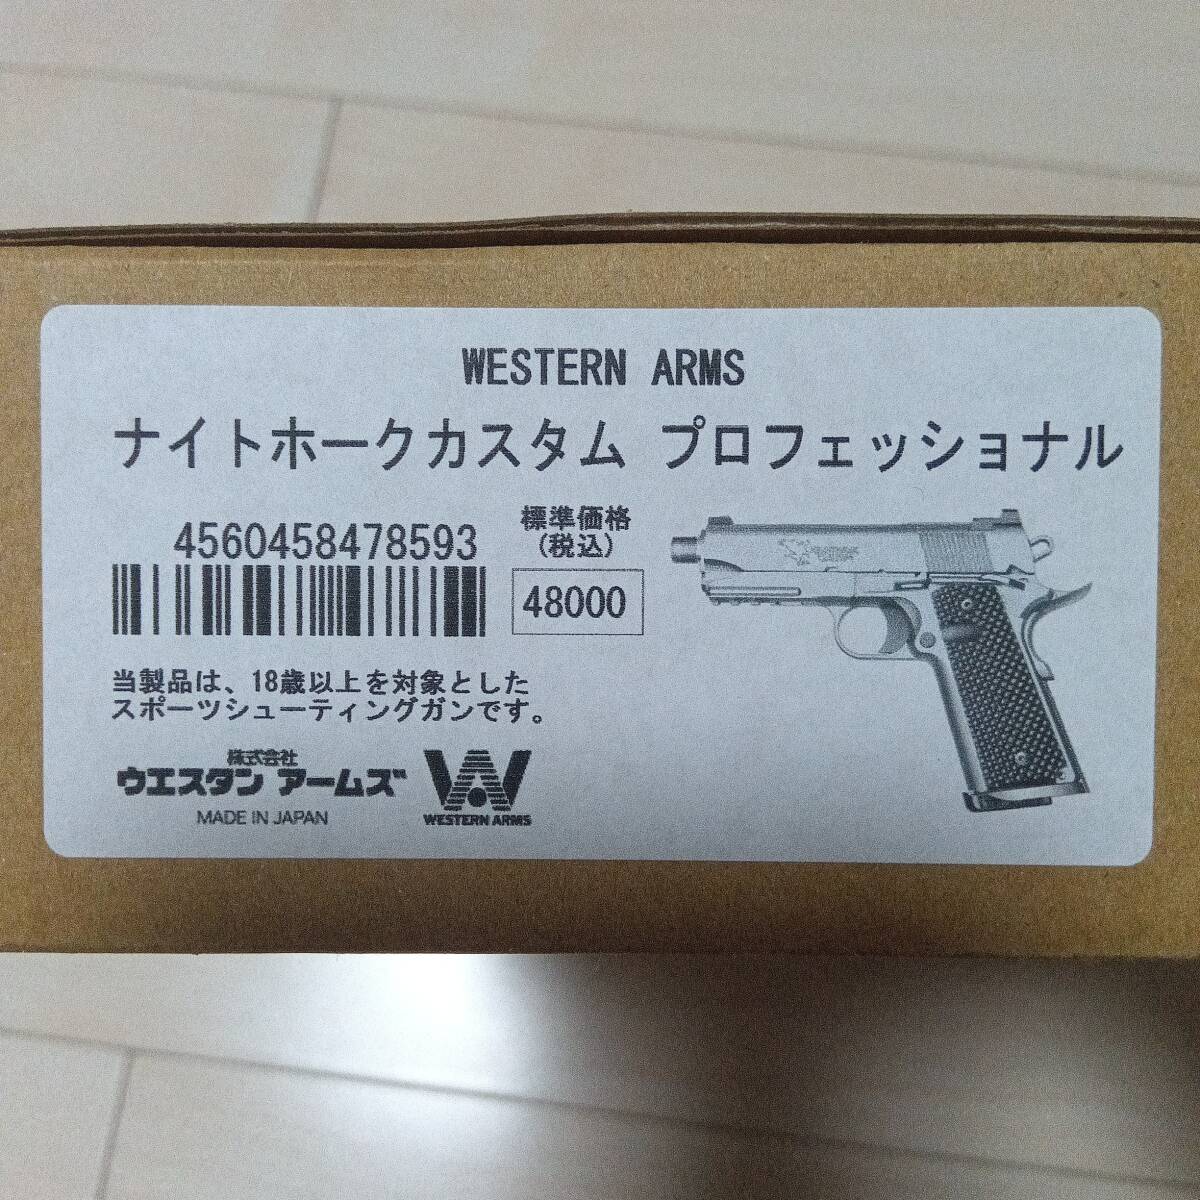 WESTERN ARMS
ナイトホークカスタム プロフェッショナル
4560458478593
標準価格
(税込)
48000
当製品は、18歳以上を対象とした
スポーツシューティングガンです。
株式会社
ウエスタン アームズ
MADE IN JAPAN
WESTERN ARMS